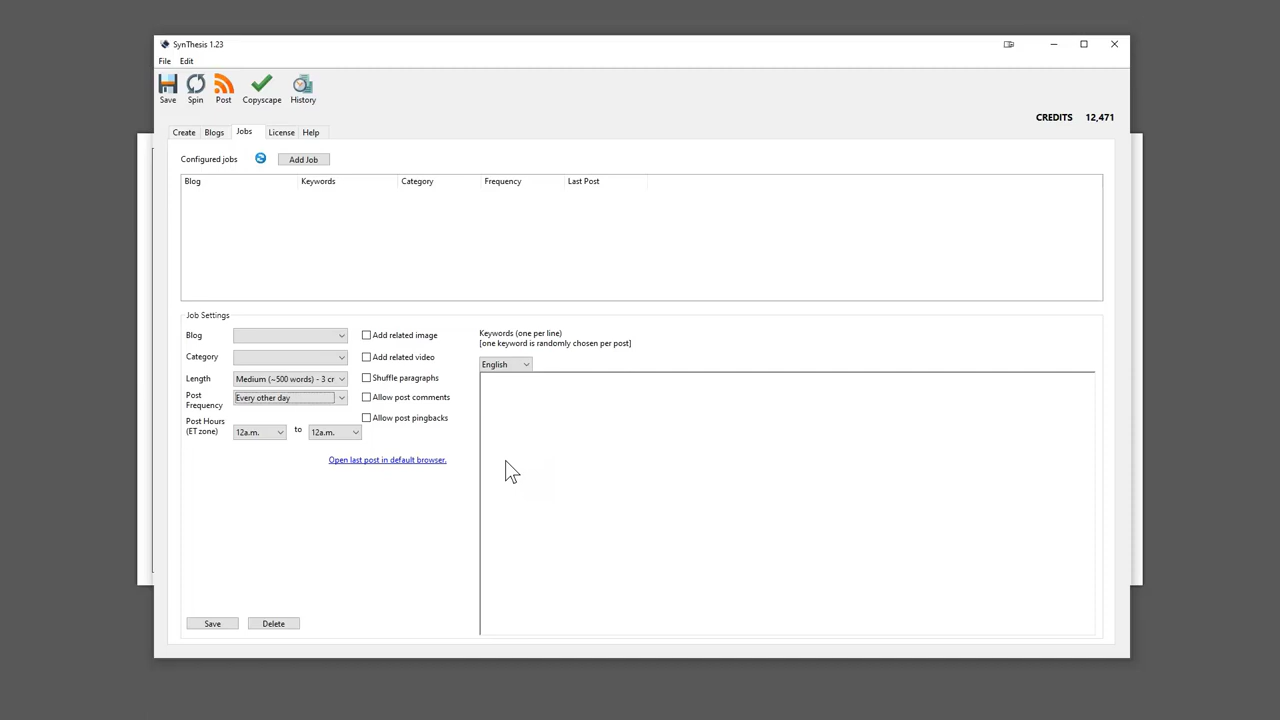 SynThesis 1.23
File Edit
Save Spin Post Copyscape History
CREDITS 12,471
Create Blogs Jobs License Help
Configured jobs Add Job
Blog Keywords Category Frequency Last Post
Job Settings
Blog
Add related image
Keywords (one per line)
[one keyword is randomly chosen per post]
Category
Add related video
English
Length Medium (~500 words) - 3 cr
Shuffle paragraphs
Post
Frequency
Every other day
Allow post comments
Allow post pingbacks
Post Hours
(ET zone)
12a.m. to 12a.m.
Open last post in default browser.
Save Delete